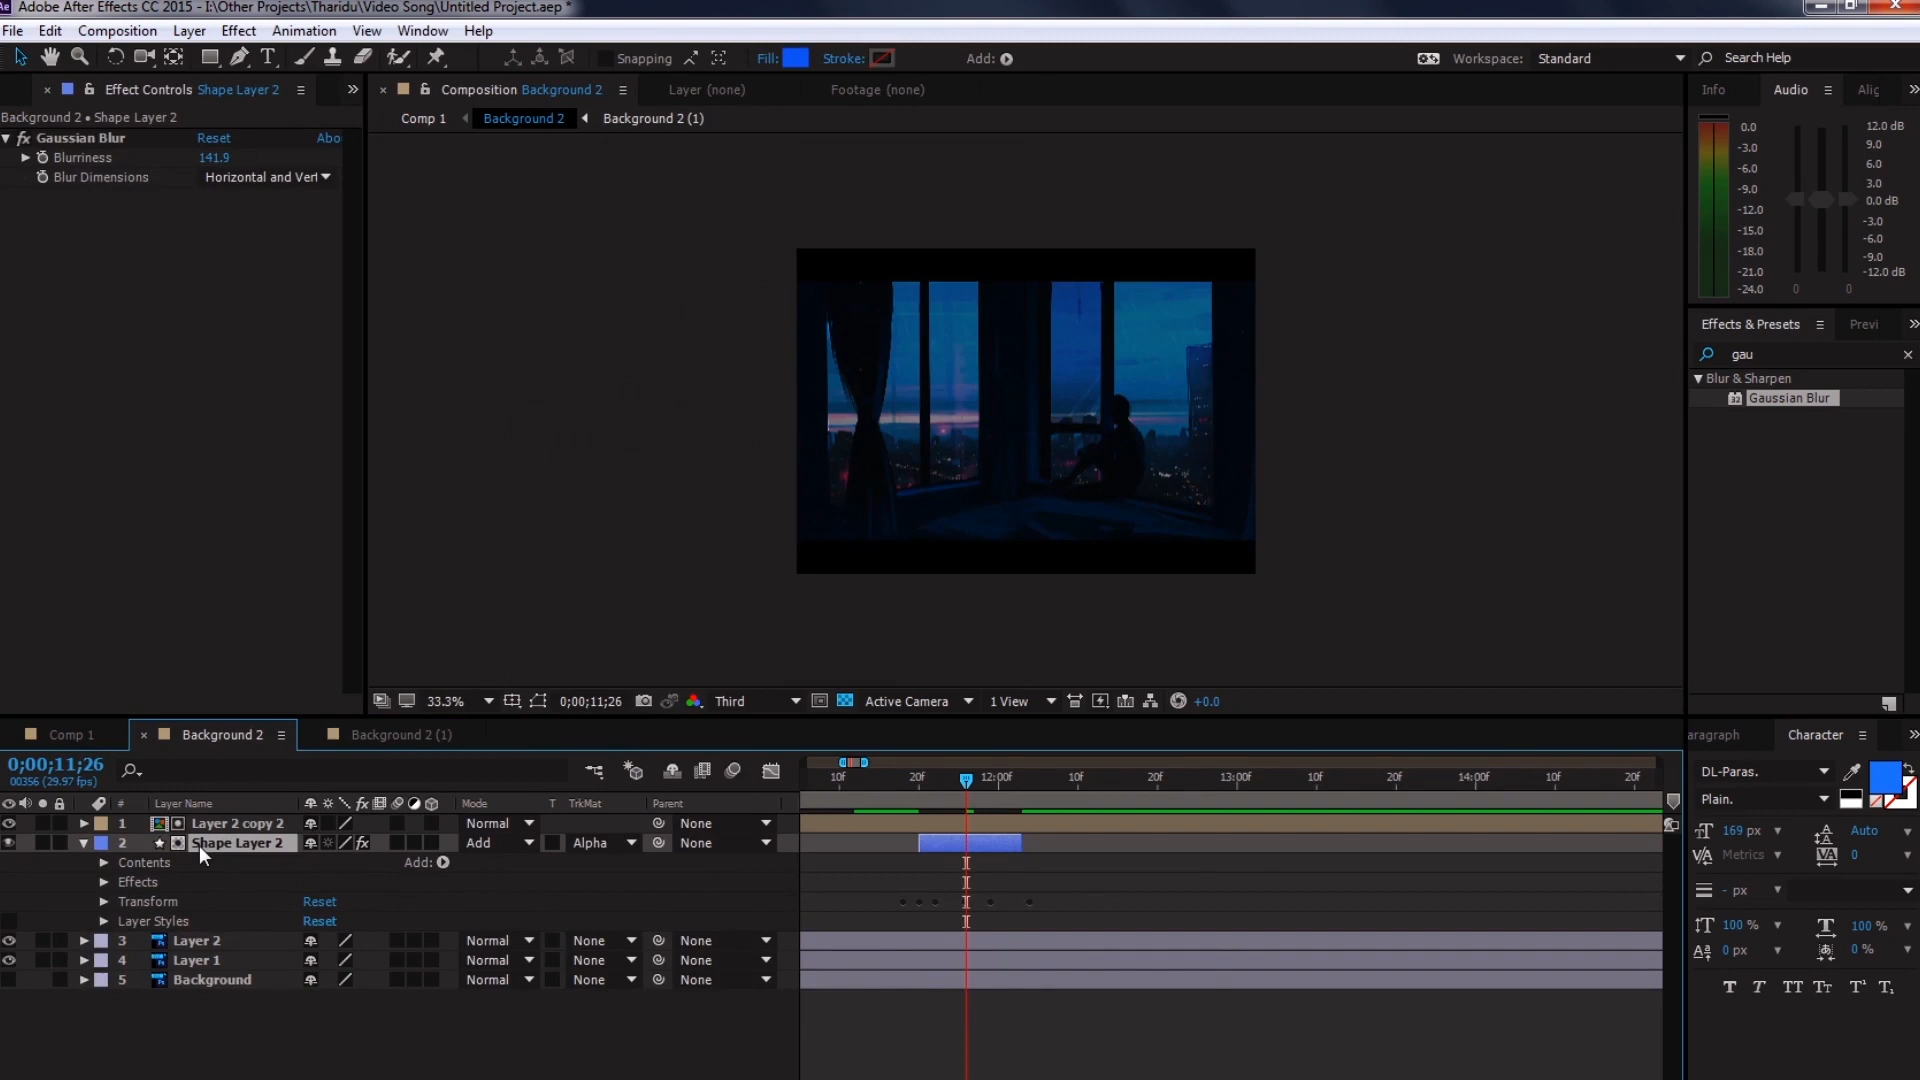 Ae Adobe After Effects CC 2015 - I:\Other Projects\Tharidu\Video Song\Untitled Project.aep *
File Edit Composition Layer Effect Animation View Window Help
Snapping Fill: Stroke: Add: Workspace: Standard Search Help
Effect Controls Shape Layer 2
Composition Background 2 Layer (none) Footage (none)
Info Audio Alig
Background 2 • Shape Layer 2
Comp 1 Background 2 Background 2 (1)
fx Gaussian Blur Reset Abo
Blurriness 141.9
Blur Dimensions Horizontal and Vert
0.0 12.0 dB
-3.0 9.0
-6.0 6.0
-9.0 3.0
-12.0 0.0 dB
-15.0 -3.0
-18.0 -6.0
-21.0 -9.0
-24.0 0 0 -12.0 dB
Effects & Presets Previ
gau
Blur & Sharpen
32 Gaussian Blur
33.3% 0;00;11;26 Third Active Camera 1 View +0.0
Comp 1 Background 2 Background 2 (1)
0;00;11;26
00356 (29.97 fps)
10f 20f 12:00f 10f 20f 13:00f 10f 20f 14:00f 10f 20f
# Layer Name fx Mode T TrkMat Parent
1 Layer 2 copy 2 Normal None
2 Shape Layer 2 fx Add Alpha None
Contents Add:
Effects
Transform Reset
Layer Styles Reset
3 Layer 2 Normal None None
4 Layer 1 Normal None None
5 Background Normal None None
aragraph Character
DL-Paras.
Plain.
169 px Auto
Metrics 0
- px
100 % 100 %
0 px 0 %
T T TT Tt T¹ T₁